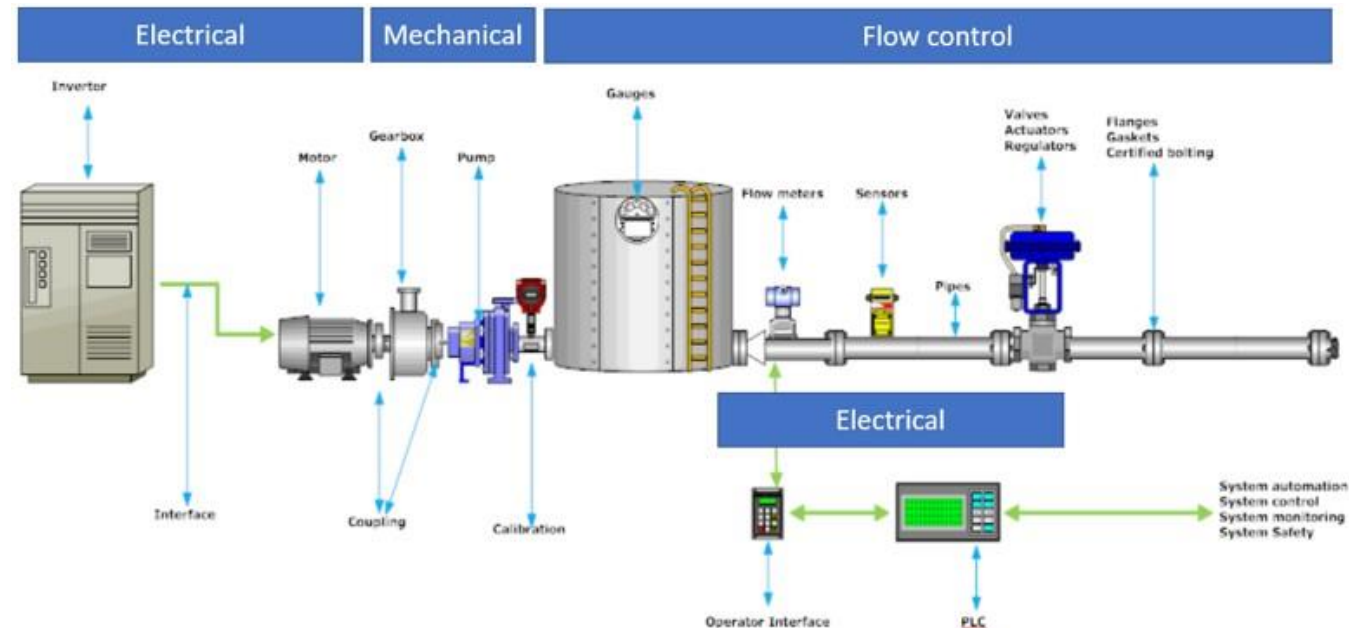 Electrical
Mechanical
Flow control
Invertor
Gauges
Valves
Actuators
Regulators
Flanges
Gaskets
Certified bolting
Gearbox
Motor
Pump
Flow meters
Sensors
Pipes
Electrical
Interface
Coupling
Calibration
System automation
System control
System monitoring
System Safety
Operator Interface
PLC